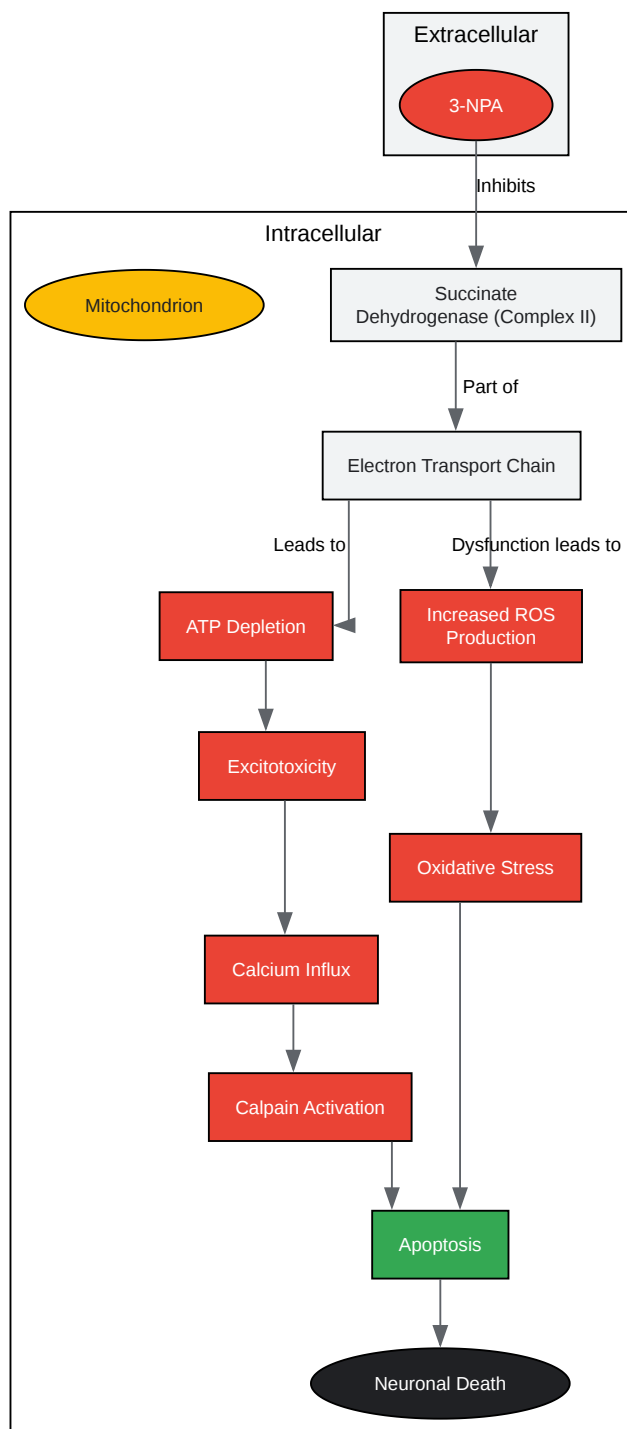 Extracellular
3-NPA
Inhibits
Intracellular
Mitochondrion
Succinate
Dehydrogenase (Complex II)
Part of
Electron Transport Chain
Leads to
Dysfunction leads to
ATP Depletion
Increased ROS
Production
Excitotoxicity
Oxidative Stress
Calcium Influx
Calpain Activation
Apoptosis
Neuronal Death